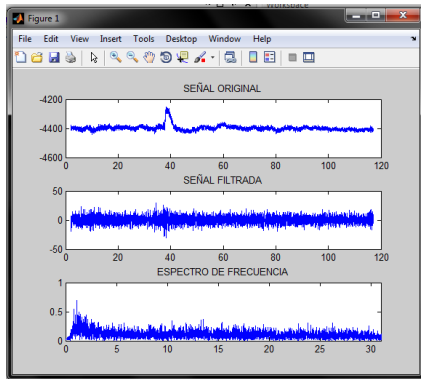 Figure 1
File Edit View Insert Tools Desktop Window Help
SEÑAL ORIGINAL
-4200
-4400
-4600
0 20 40 60 80 100 120
SEÑAL FILTRADA
50
0
-50
0 20 40 60 80 100 120
ESPECTRO DE FRECUENCIA
1
0.5
0
0 5 10 15 20 25 30